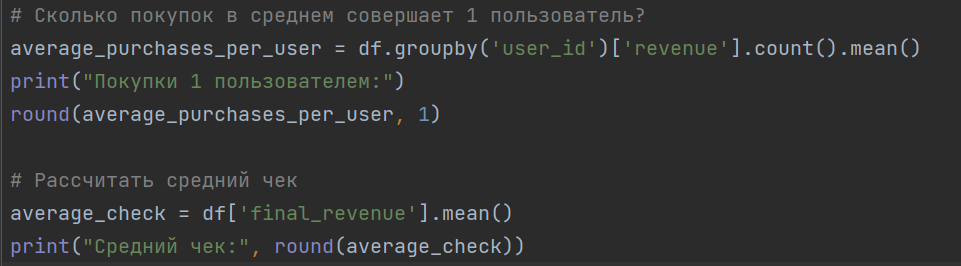 # Сколько покупок в среднем совершает 1 пользователь?
average_purchases_per_user = df.groupby('user_id')['revenue'].count().mean()
print("Покупки 1 пользователем:")
round(average_purchases_per_user, 1)
# Рассчитать средний чек
average_check = df['final_revenue'].mean()
print("Средний чек:", round(average_check))